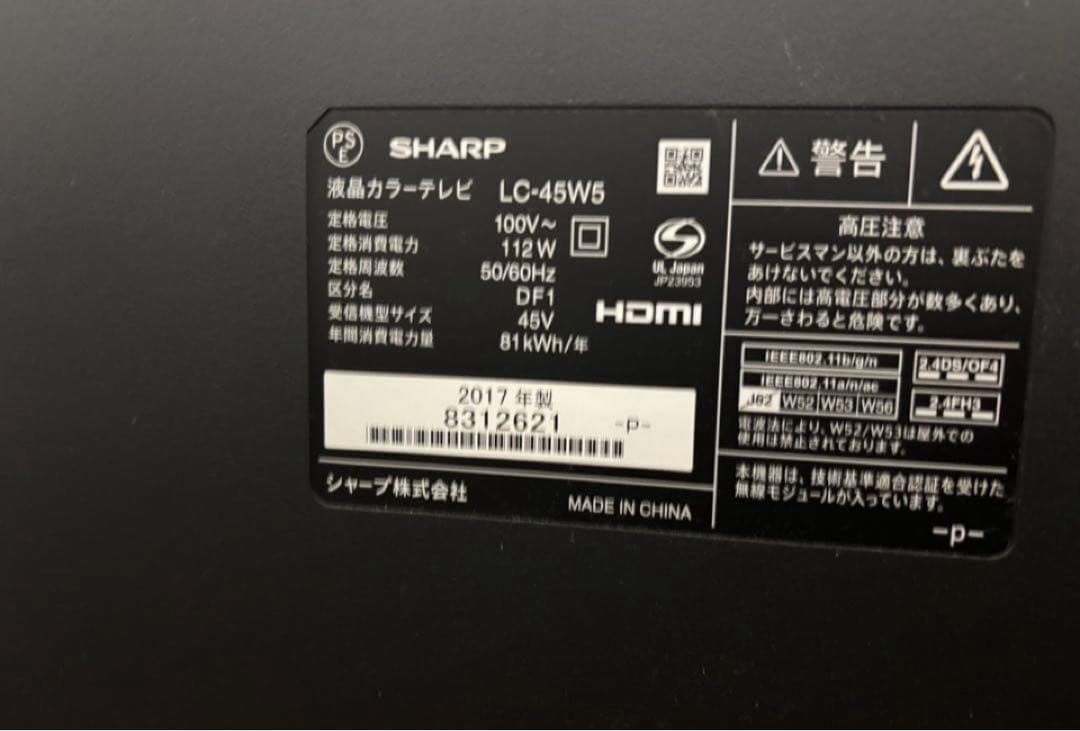 PSE
SHARP
液晶カラーテレビ LC-45W5
定格電圧 100V～
定格消費電力 112W
定格周波数 50/60Hz
区分名 DF1
受信機型サイズ 45V
年間消費電力量 81kWh/年
UL Japan
JP23953
HDMI
2017 年製
8312621 -p-
シャープ株式会社
MADE IN CHINA
警告
高圧注意
サービスマン以外の方は、裏ぶたを
あけないでください。
内部には高電圧部分が数多くあり、
万一さわると危険です。
IEEE802.11b/g/n
IEEE802.11a/n/ac
J52 W52 W53 W56
2.4DS/OF4
2.4FH3
電波法により、W52/W53は屋外での
使用は禁止されております。
本機器は、技術基準適合認証を受けた
無線モジュールが入っています。
-p-